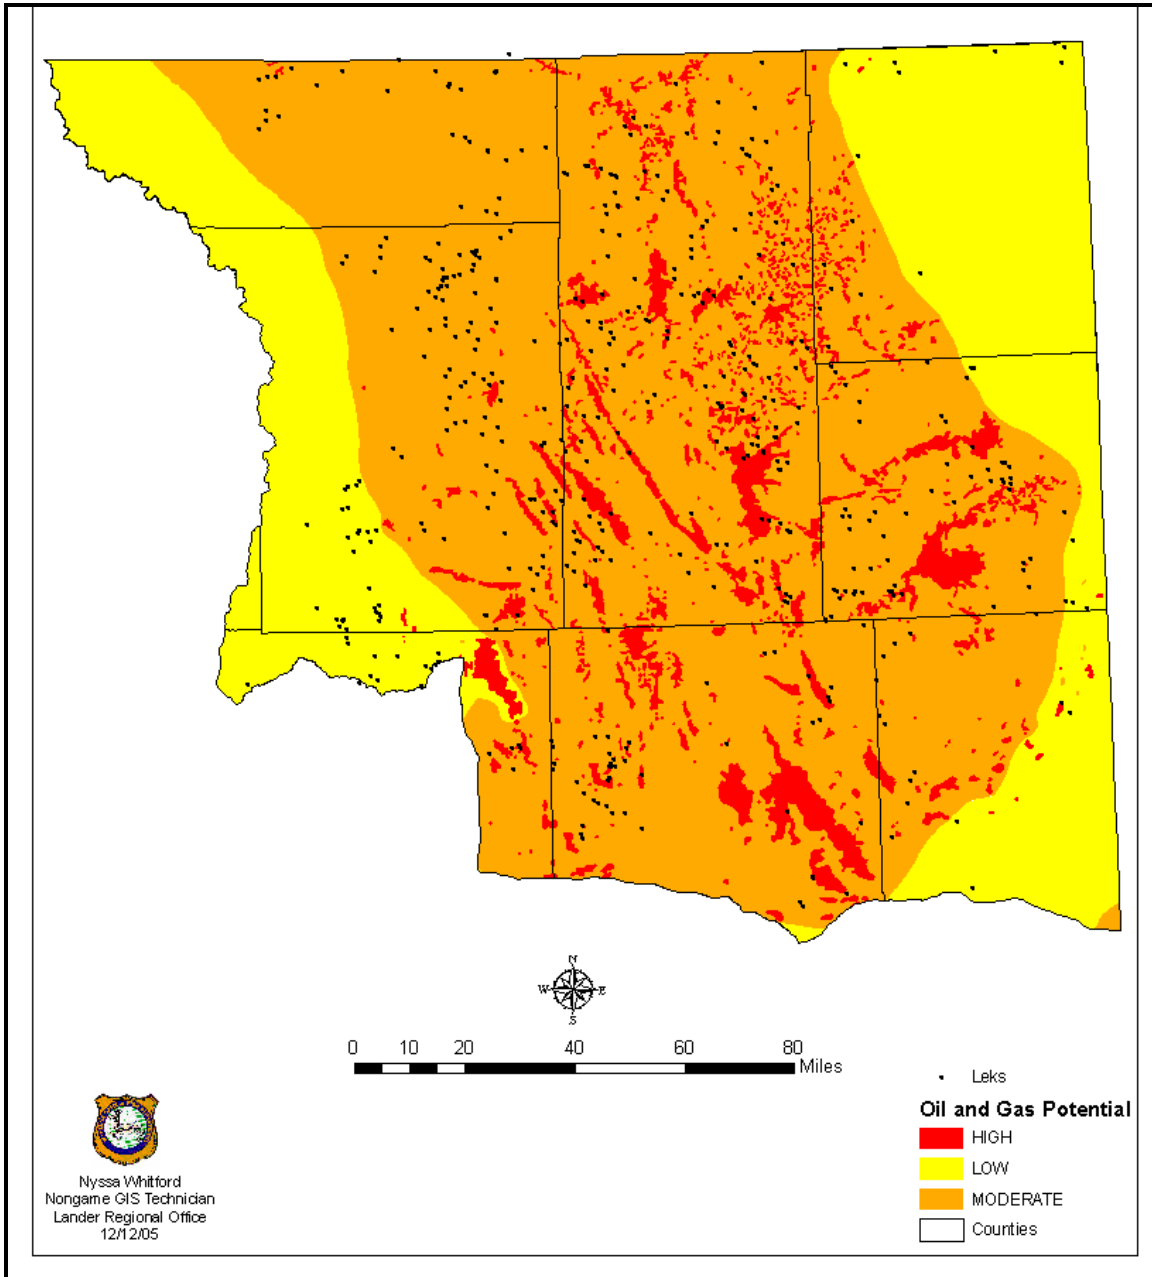 N
W E
S
0 10 20 40 60 80
Miles
Leks
Oil and Gas Potential
HIGH
LOW
MODERATE
Counties
Nyssa Whitford
Nongame GIS Technician
Lander Regional Office
12/12/05